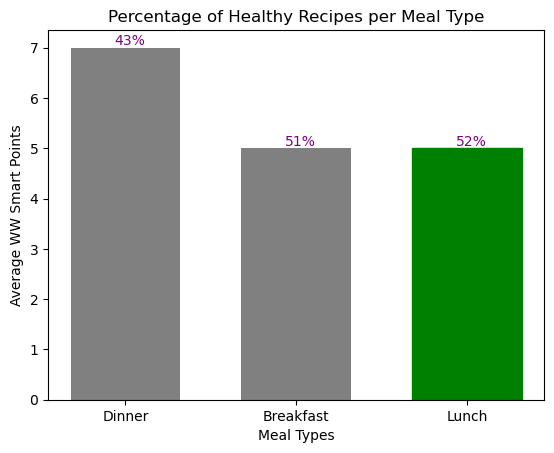 Percentage of Healthy Recipes per Meal Type
43%
51%
52%
Average WW Smart Points
7
6
5
4
3
2
1
0
Dinner
Breakfast
Lunch
Meal Types